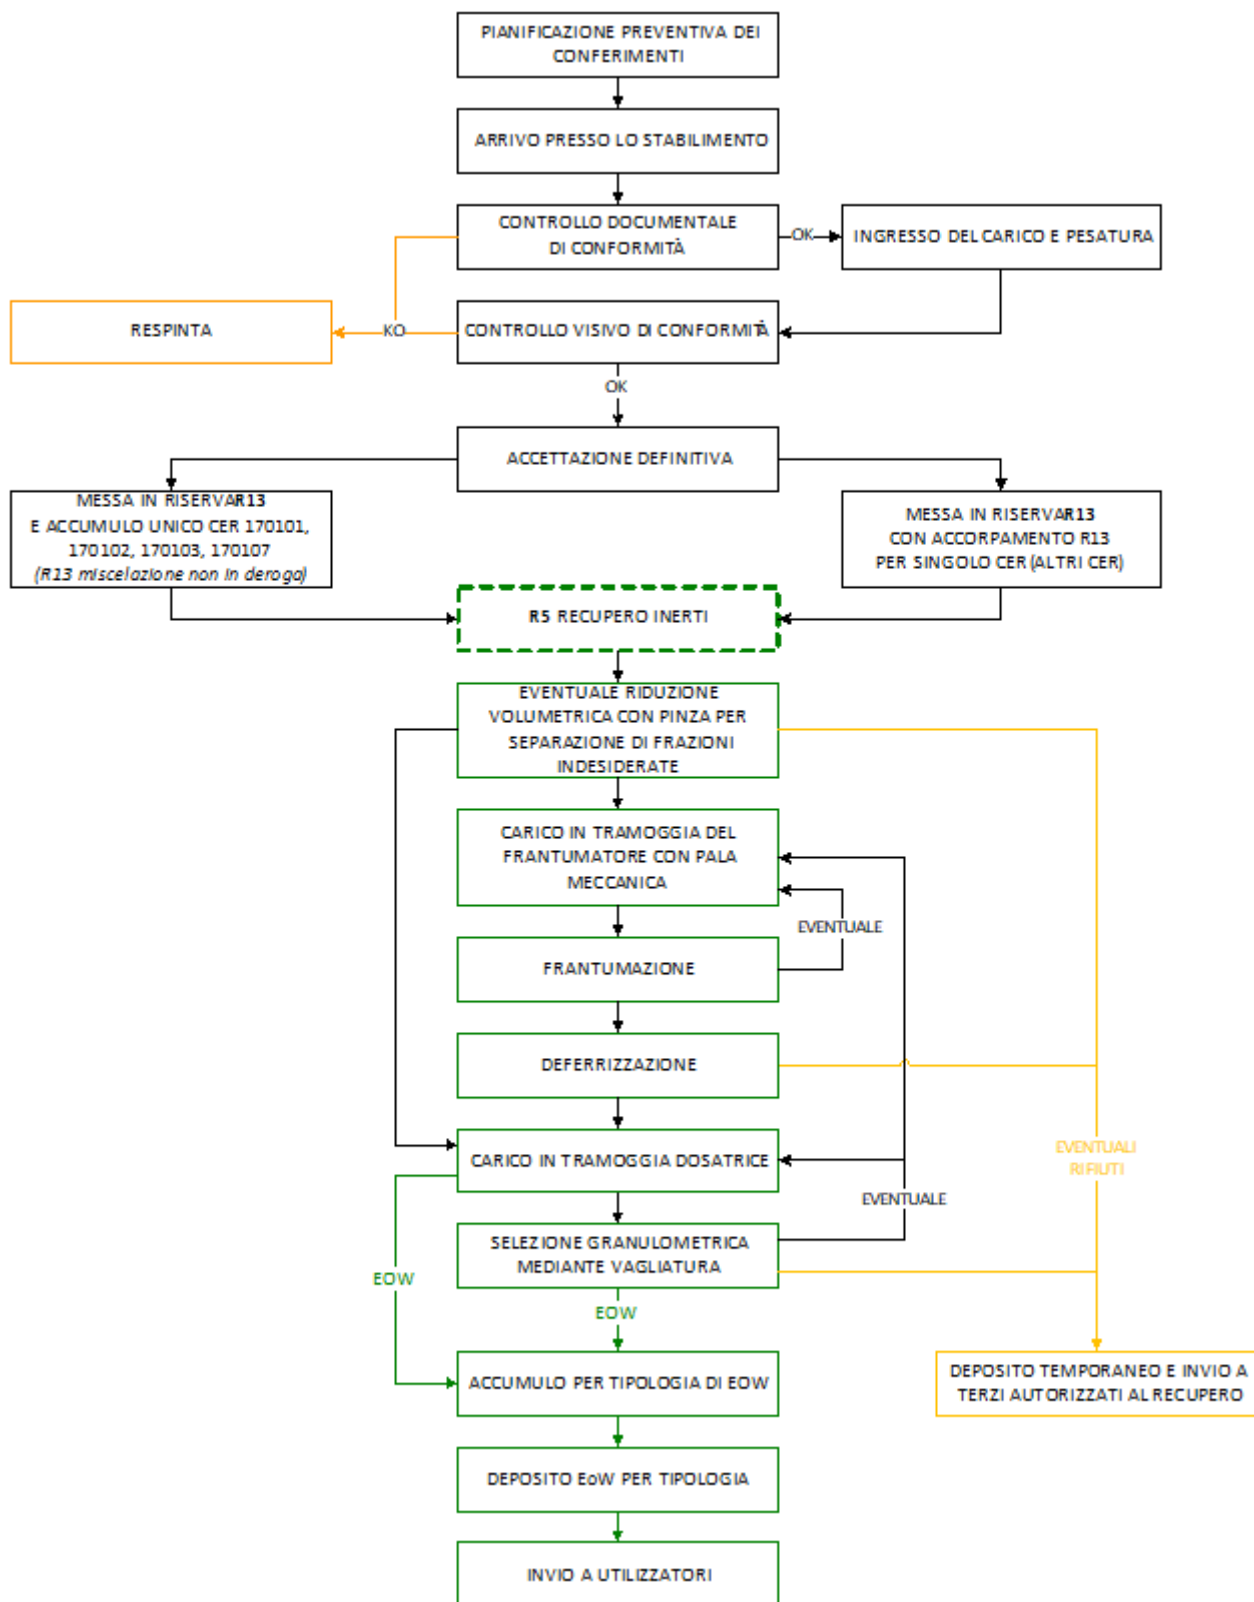 PIANIFICAZIONE PREVENTIVA DEI
CONFERIMENTI
ARRIVO PRESSO LO STABILIMENTO
CONTROLLO DOCUMENTALE
DI CONFORMITÀ
OK
INGRESSO DEL CARICO E PESATURA
RESPINTA
KO
CONTROLLO VISIVO DI CONFORMITÀ
OK
ACCETTAZIONE DEFINITIVA
MESSA IN RISERVAR13
E ACCUMULO UNICO CER 170101,
170102, 170103, 170107
(R13 miscelazione non in deroga)
MESSA IN RISERVAR13
CON ACCORPAMENTO R13
PER SINGOLO CER (ALTRI CER)
R5 RECUPERO INERTI
EVENTUALE RIDUZIONE
VOLUMETRICA CON PINZA PER
SEPARAZIONE DI FRAZIONI
INDESIDERATE
CARICO IN TRAMOGGIA DEL
FRANTUMATORE CON PALA
MECCANICA
EVENTUALE
FRANTUMAZIONE
DEFERRIZZAZIONE
CARICO IN TRAMOGGIA DOSATRICE
EVENTUALI
RIFIUTI
EVENTUALE
SELEZIONE GRANULOMETRICA
MEDIANTE VAGLIATURA
EOW
EOW
ACCUMULO PER TIPOLOGIA DI EOW
DEPOSITO TEMPORANEO E INVIO A
TERZI AUTORIZZATI AL RECUPERO
DEPOSITO EoW PER TIPOLOGIA
INVIO A UTILIZZATORI